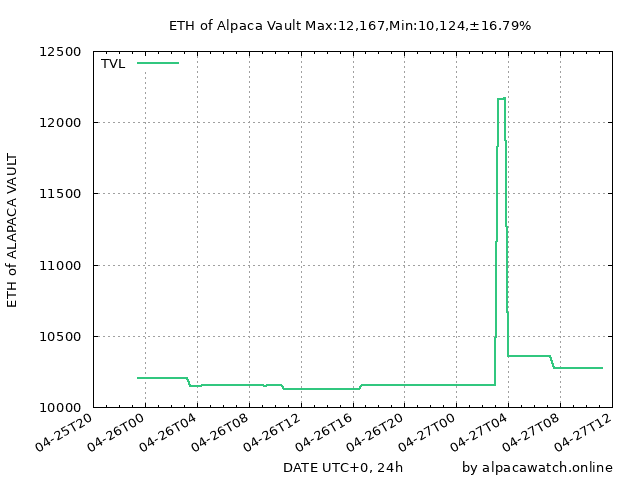 ETH of Alpaca Vault Max:12,167,Min:10,124,±16.79%
TVL
12500
12000
11500
11000
10500
10000
ETH of ALAPACA VAULT
04-25T20
04-26T00
04-26T04
04-26T08
04-26T12
04-26T16
04-26T20
04-27T00
04-27T04
04-27T08
04-27T12
DATE UTC+0, 24h
by alpacawatch.online